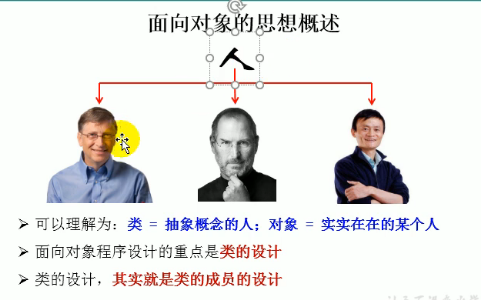 面向对象的思想概述
人
可以理解为：类 = 抽象概念的人；对象 = 实实在在的某个人
面向对象程序设计的重点是类的设计
类的设计，其实就是类的成员的设计